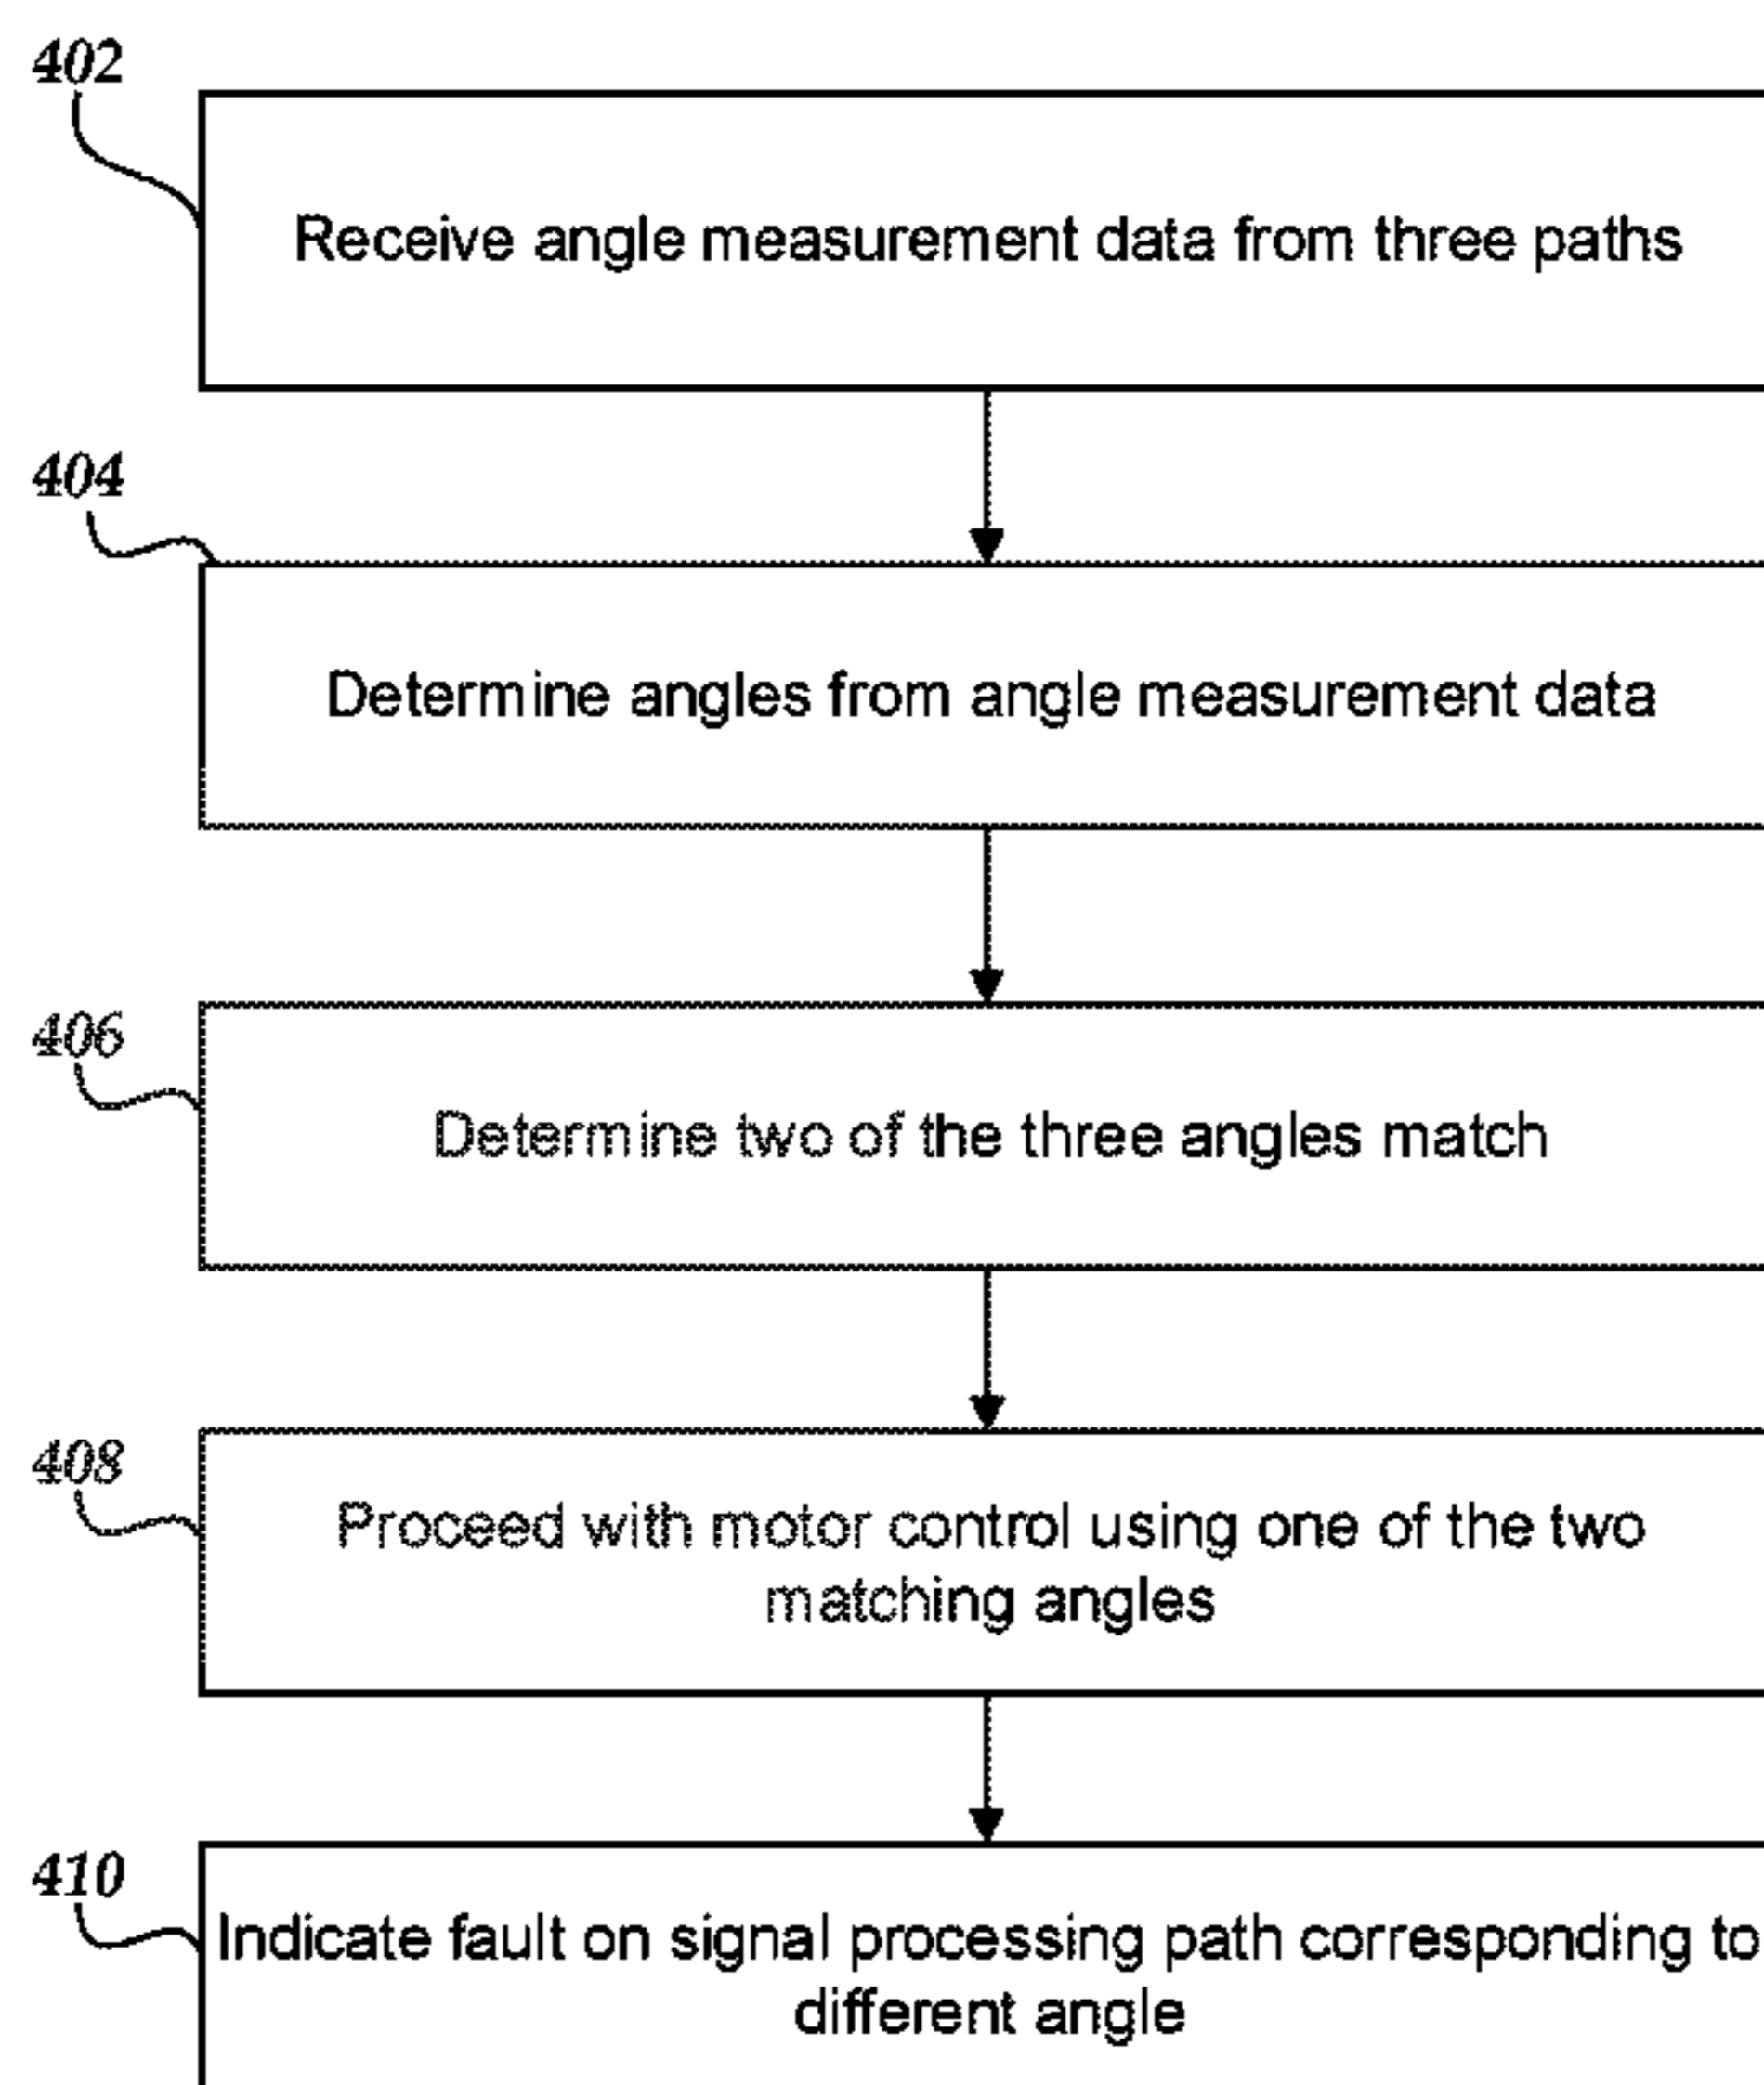 402
Receive angle measurement data from three paths
404
Determine angles from angle measurement data
406
Determine two of the three angles match
408
Proceed with motor control using one of the two
matching angles
410
Indicate fault on signal processing path corresponding to
different angle